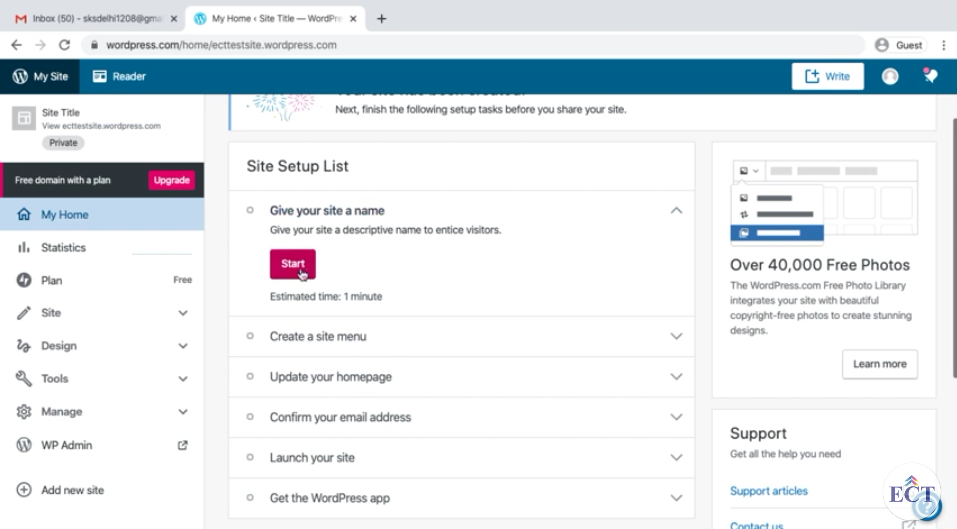 Inbox (50) - sksdelhi1208@gma
My Home ‹ Site Title — WordPre
wordpress.com/home/ecttestsite.wordpress.com
Guest
My Site
Reader
Write
Site Title
View ecttestsite.wordpress.com
Private
Free domain with a plan
Upgrade
My Home
Statistics
Plan
Free
Site
Design
Tools
Manage
WP Admin
Add new site
Your site has been created!
Next, finish the following setup tasks before you share your site.
Site Setup List
Give your site a name
Give your site a descriptive name to entice visitors.
Start
Estimated time: 1 minute
Create a site menu
Update your homepage
Confirm your email address
Launch your site
Get the WordPress app
Over 40,000 Free Photos
The WordPress.com Free Photo Library
integrates your site with beautiful
copyright-free photos to create stunning
designs.
Learn more
Support
Get all the help you need
Support articles
Contact us
ECT